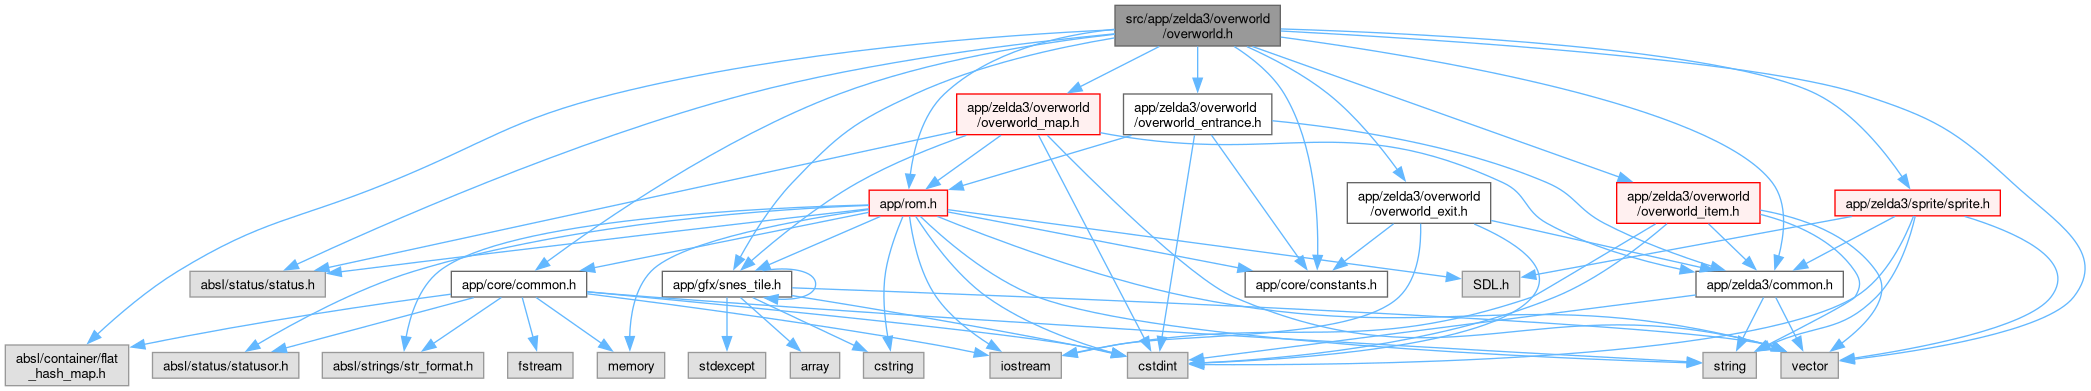 src/app/zelda3/overworld
/overworld.h
app/zelda3/overworld
/overworld_map.h
app/zelda3/overworld
/overworld_entrance.h
app/rom.h
app/zelda3/overworld
/overworld_exit.h
app/zelda3/overworld
/overworld_item.h
app/zelda3/sprite/sprite.h
absl/status/status.h
app/core/common.h
app/gfx/snes_tile.h
app/core/constants.h
SDL.h
app/zelda3/common.h
absl/container/flat
_hash_map.h
absl/status/statusor.h
absl/strings/str_format.h
fstream
memory
stdexcept
array
cstring
iostream
cstdint
string
vector